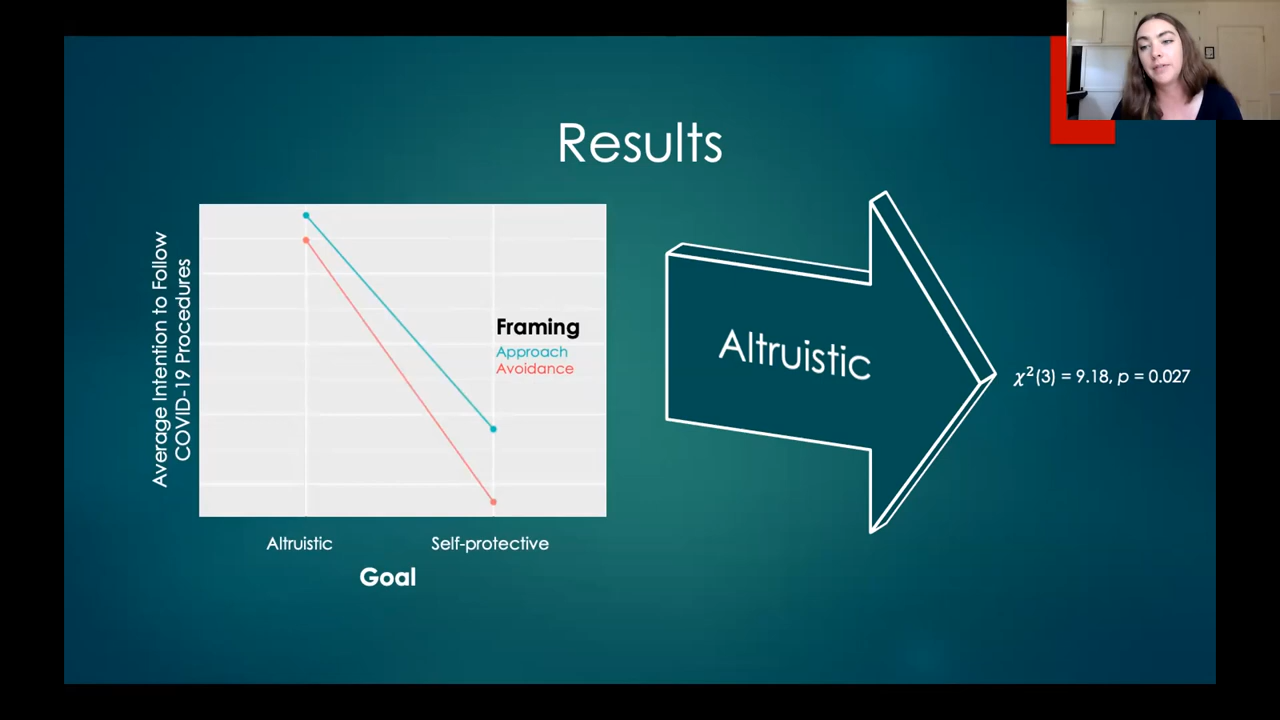 Results
Average Intention to Follow
COVID-19 Procedures
Framing
Approach
Avoidance
Altruistic
Self-protective
Goal
Altruistic
χ²(3) = 9.18, p = 0.027